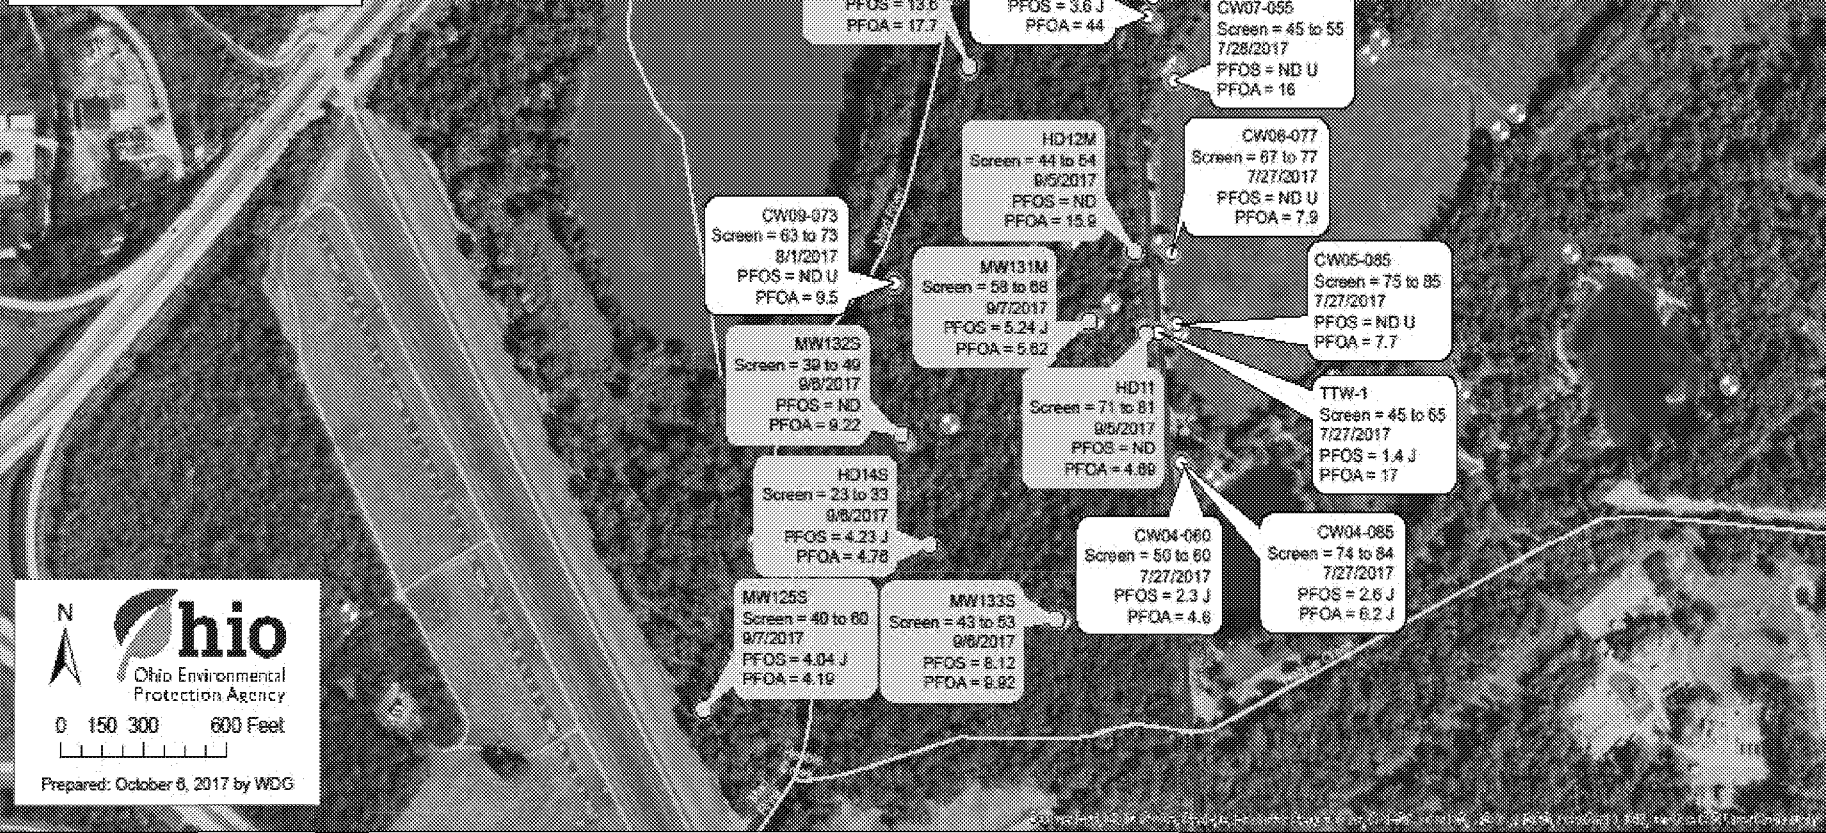 PFOS = 13.6
PFOA = 17.7
PFOS = 3.6 J
PFOA = 44
CW07-055
Screen = 45 to 55
7/28/2017
PFOS = ND U
PFOA = 16
HD12M
Screen = 44 to 54
9/5/2017
PFOS = ND
PFOA = 15.9
CW06-077
Screen = 67 to 77
7/27/2017
PFOS = ND U
PFOA = 7.9
CW09-073
Screen = 63 to 73
8/1/2017
PFOS = ND U
PFOA = 9.5
MW131M
Screen = 58 to 68
9/7/2017
PFOS = 5.24 J
PFOA = 5.62
CW05-085
Screen = 75 to 85
7/27/2017
PFOS = ND U
PFOA = 7.7
MW132S
Screen = 39 to 49
9/6/2017
PFOS = ND
PFOA = 9.22
HD11
Screen = 71 to 81
9/5/2017
PFOS = ND
PFOA = 4.69
TTW-1
Screen = 45 to 65
7/27/2017
PFOS = 1.4 J
PFOA = 17
HD14S
Screen = 23 to 33
9/6/2017
PFOS = 4.23 J
PFOA = 4.76
CW04-060
Screen = 50 to 60
7/27/2017
PFOS = 2.3 J
PFOA = 4.6
CW04-085
Screen = 74 to 84
7/27/2017
PFOS = 2.6 J
PFOA = 6.2 J
MW125S
Screen = 40 to 60
9/7/2017
PFOS = 4.04 J
PFOA = 4.19
MW133S
Screen = 43 to 53
9/6/2017
PFOS = 8.12
PFOA = 9.92
N
Ohio
Ohio Environmental
Protection Agency
0 150 300 600 Feet
Prepared: October 6, 2017 by WDG